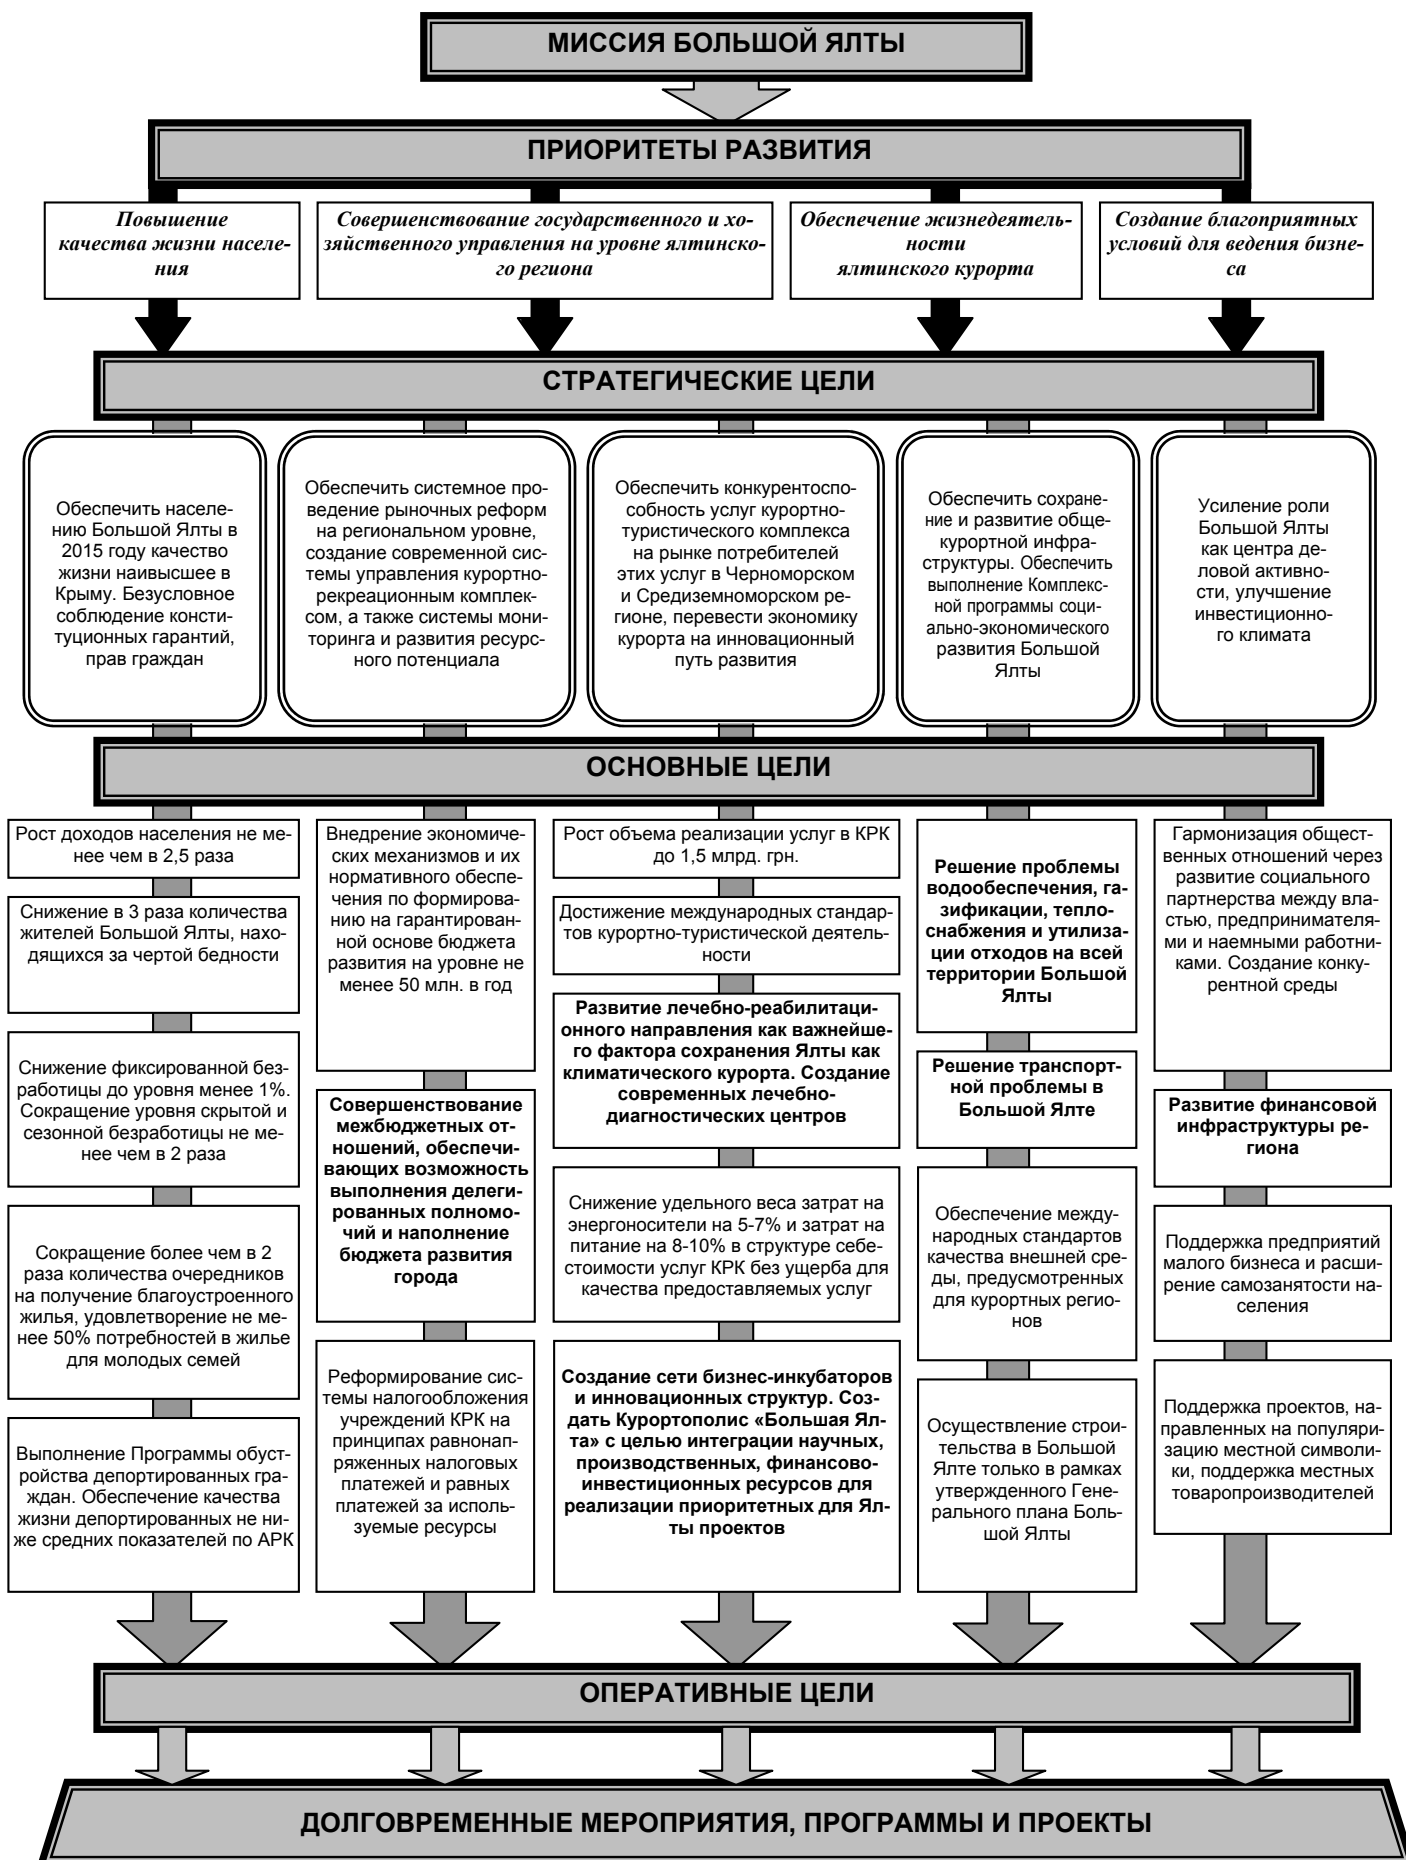 МИССИЯ БОЛЬШОЙ ЯЛТЫ
ПРИОРИТЕТЫ РАЗВИТИЯ
Повышение
качества жизни населе-
ния
Совершенствование государственного и хо-
зяйственного управления на уровне ялтинско-
го региона
Обеспечение жизнедеятель-
ности
ялтинского курорта
Создание благоприятных
условий для ведения бизне-
са
СТРАТЕГИЧЕСКИЕ ЦЕЛИ
Обеспечить населе-
нию Большой Ялты в
2015 году качество
жизни наивысшее в
Крыму. Безусловное
соблюдение консти-
туционных гарантий,
прав граждан
Обеспечить системное про-
ведение рыночных реформ
на региональном уровне,
создание современной сис-
темы управления курортно-
рекреационным комплек-
сом, а также системы мони-
торинга и развития ресурс-
ного потенциала
Обеспечить конкурентоспо-
собность услуг курортно-
туристического комплекса
на рынке потребителей
этих услуг в Черноморском
и Средиземноморском ре-
гионе, перевести экономику
курорта на инновационный
путь развития
Обеспечить сохране-
ние и развитие обще-
курортной инфра-
структуры. Обеспечить
выполнение Комплекс-
ной программы соци-
ально-экономического
развития Большой
Ялты
Усиление роли
Большой Ялты
как центра де-
ловой активно-
сти, улучшение
инвестиционно-
го климата
ОСНОВНЫЕ ЦЕЛИ
Рост доходов населения не ме-
нее чем в 2,5 раза
Снижение в 3 раза количества
жителей Большой Ялты, нахо-
дящихся за чертой бедности
Снижение фиксированной без-
работицы до уровня менее 1%.
Сокращение уровня скрытой и
сезонной безработицы не ме-
нее чем в 2 раза
Сокращение более чем в 2
раза количества очередников
на получение благоустроенного
жилья, удовлетворение не ме-
нее 50% потребностей в жилье
для молодых семей
Выполнение Программы обуст-
ройства депортированных гра-
ждан. Обеспечение качества
жизни депортированных не ни-
же средних показателей по АРК
Внедрение экономиче-
ских механизмов и их
нормативного обеспе-
чения по формирова-
нию на гарантирован-
ной основе бюджета
развития на уровне не
менее 50 млн. в год
Совершенствование
межбюджетных от-
ношений, обеспечи-
вающих возможность
выполнения делеги-
рованных полномо-
чий и наполнение
бюджета развития
города
Реформирование сис-
темы налогообложения
учреждений КРК на
принципах равнонап-
ряженных налоговых
платежей и равных
платежей за исполь-
зуемые ресурсы
Рост объема реализации услуг в КРК
до 1,5 млрд. грн.
Достижение международных стандар-
тов курортно-туристической деятель-
ности
Развитие лечебно-реабилитаци-
онного направления как важнейше-
го фактора сохранения Ялты как
климатического курорта. Создание
современных лечебно-
диагностических центров
Снижение удельного веса затрат на
энергоносители на 5-7% и затрат на
питание на 8-10% в структуре себе-
стоимости услуг КРК без ущерба для
качества предоставляемых услуг
Создание сети бизнес-инкубаторов
и инновационных структур. Соз-
дать Курортополис «Большая Ял-
та» с целью интеграции научных,
производственных, финансово-
инвестиционных ресурсов для
реализации приоритетных для Ял-
ты проектов
Решение проблемы
водообеспечения, га-
зификации, тепло-
снабжения и утилиза-
ции отходов на всей
территории Большой
Ялты
Решение транспорт-
ной проблемы в
Большой Ялте
Обеспечение между-
народных стандартов
качества внешней сре-
ды, предусмотренных
для курортных регио-
нов
Осуществление строи-
тельства в Большой
Ялте только в рамках
утвержденного Гене-
рального плана Боль-
шой Ялты
Гармонизация общест-
венных отношений через
развитие социального
партнерства между вла-
стью, предпринимателя-
ми и наемными работни-
ками. Создание конку-
рентной среды
Развитие финансовой
инфраструктуры ре-
гиона
Поддержка предприятий
малого бизнеса и расши-
рение самозанятости на-
селения
Поддержка проектов, на-
правленных на популяри-
зацию местной символи-
ки, поддержка местных
товаропроизводителей
ОПЕРАТИВНЫЕ ЦЕЛИ
ДОЛГОВРЕМЕННЫЕ МЕРОПРИЯТИЯ, ПРОГРАММЫ И ПРОЕКТЫ